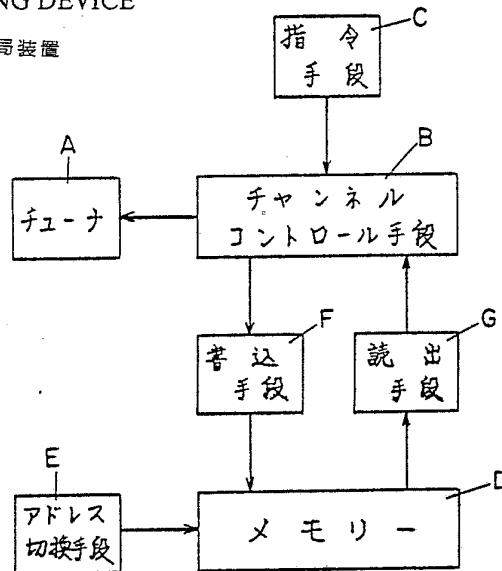 NG DEVICE
局装置
C
指令
手段
B
チャンネル
コントロール手段
A
チューナ
F
書込
手段
G
読出
手段
E
アドレス
切換手段
D
メモリー